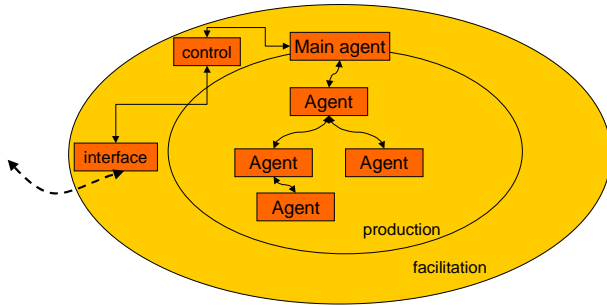 Main agent
control
Agent
interface
Agent
Agent
Agent
production
facilitation